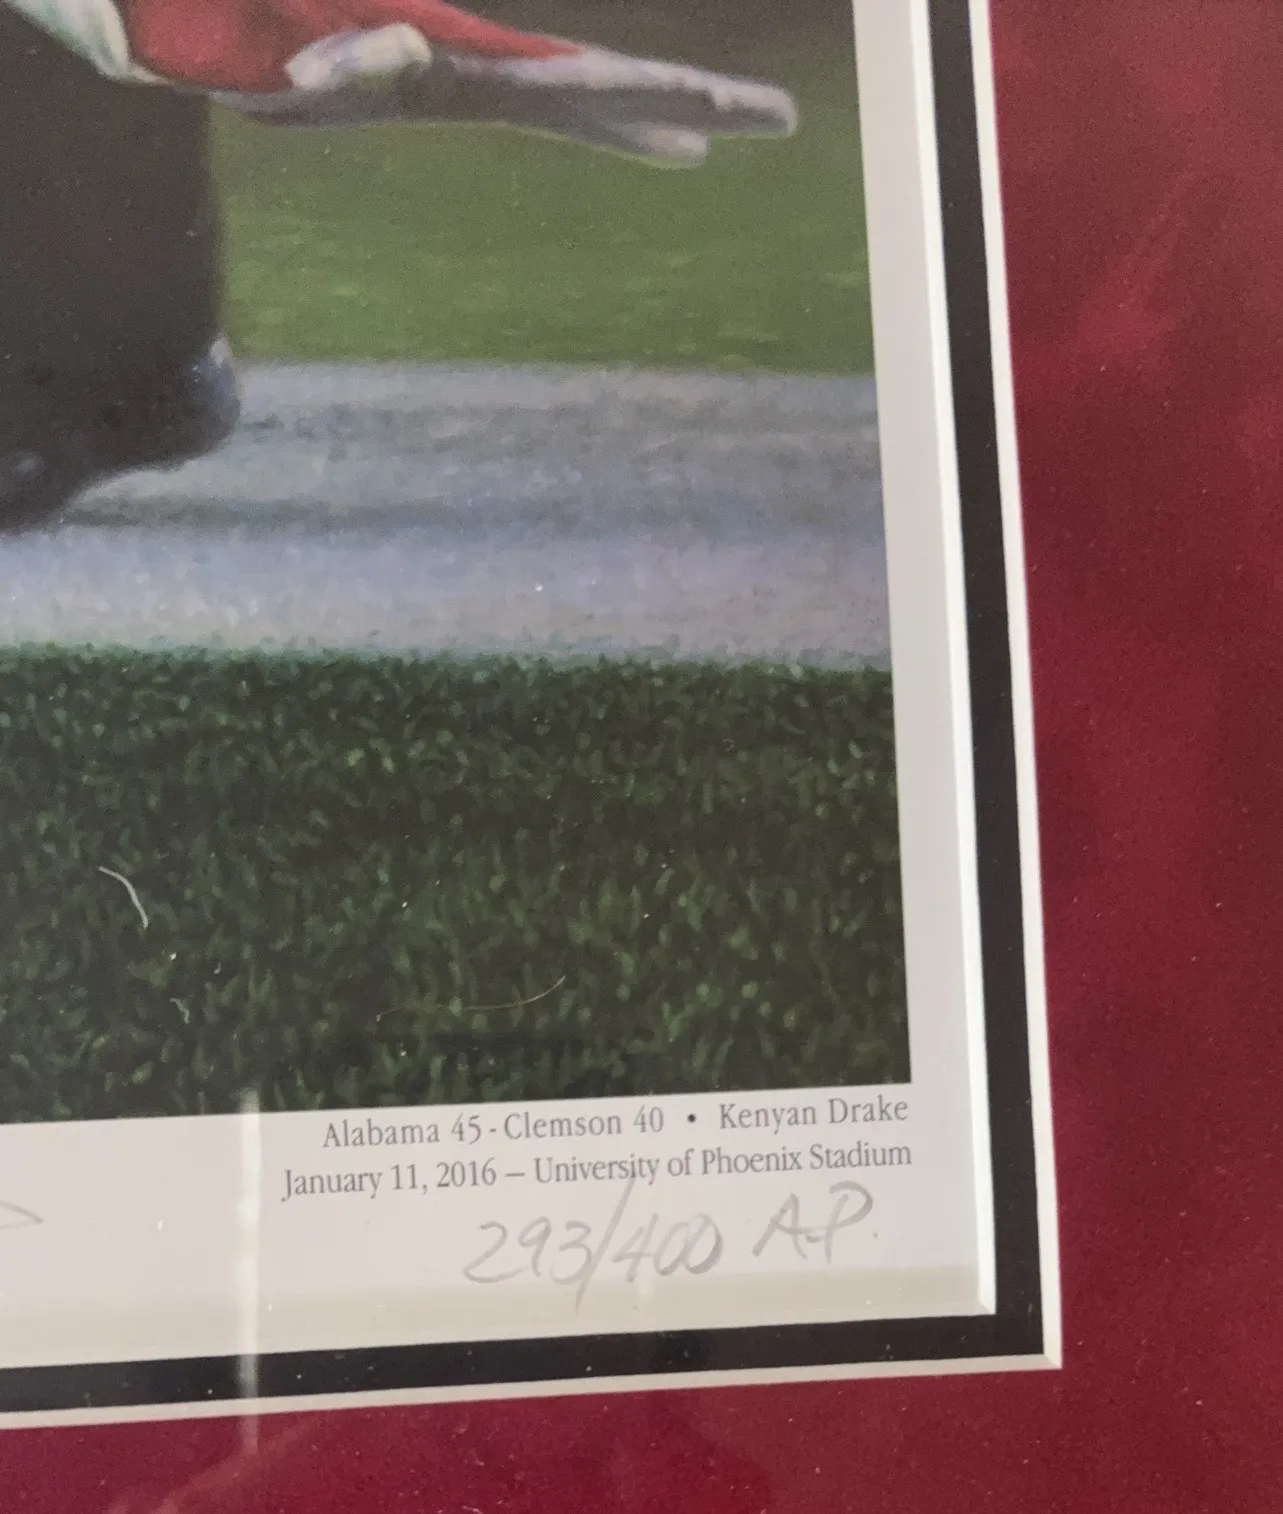 Alabama 45 - Clemson 40 • Kenyan Drake
January 11, 2016 – University of Phoenix Stadium
293/400 A.P.